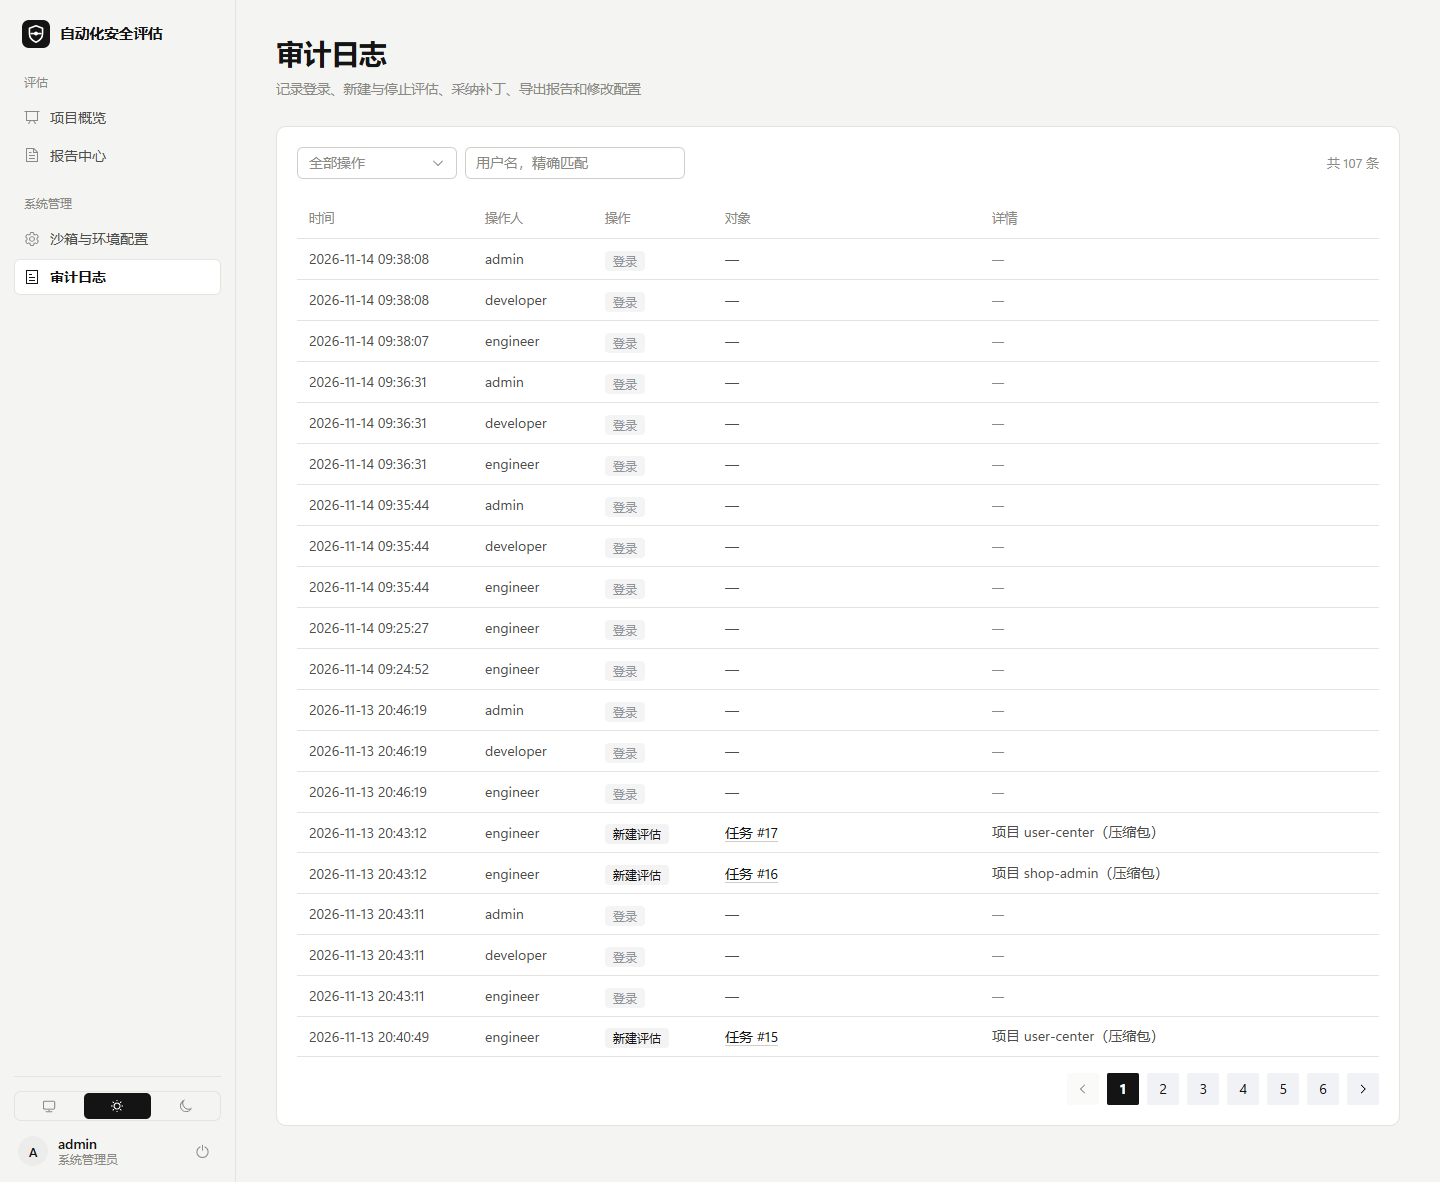 自动化安全评估
评估
项目概览
报告中心
系统管理
沙箱与环境配置
审计日志
A
admin
系统管理员
审计日志
记录登录、新建与停止评估、采纳补丁、导出报告和修改配置
全部操作 用户名，精确匹配 共 107 条
时间 操作人 操作 对象 详情
2026-11-14 09:38:08 admin 登录 — —
2026-11-14 09:38:08 developer 登录 — —
2026-11-14 09:38:07 engineer 登录 — —
2026-11-14 09:36:31 admin 登录 — —
2026-11-14 09:36:31 developer 登录 — —
2026-11-14 09:36:31 engineer 登录 — —
2026-11-14 09:35:44 admin 登录 — —
2026-11-14 09:35:44 developer 登录 — —
2026-11-14 09:35:44 engineer 登录 — —
2026-11-14 09:25:27 engineer 登录 — —
2026-11-14 09:24:52 engineer 登录 — —
2026-11-13 20:46:19 admin 登录 — —
2026-11-13 20:46:19 developer 登录 — —
2026-11-13 20:46:19 engineer 登录 — —
2026-11-13 20:43:12 engineer 新建评估 任务 #17 项目 user-center（压缩包）
2026-11-13 20:43:12 engineer 新建评估 任务 #16 项目 shop-admin（压缩包）
2026-11-13 20:43:11 admin 登录 — —
2026-11-13 20:43:11 developer 登录 — —
2026-11-13 20:43:11 engineer 登录 — —
2026-11-13 20:40:49 engineer 新建评估 任务 #15 项目 user-center（压缩包）
1 2 3 4 5 6